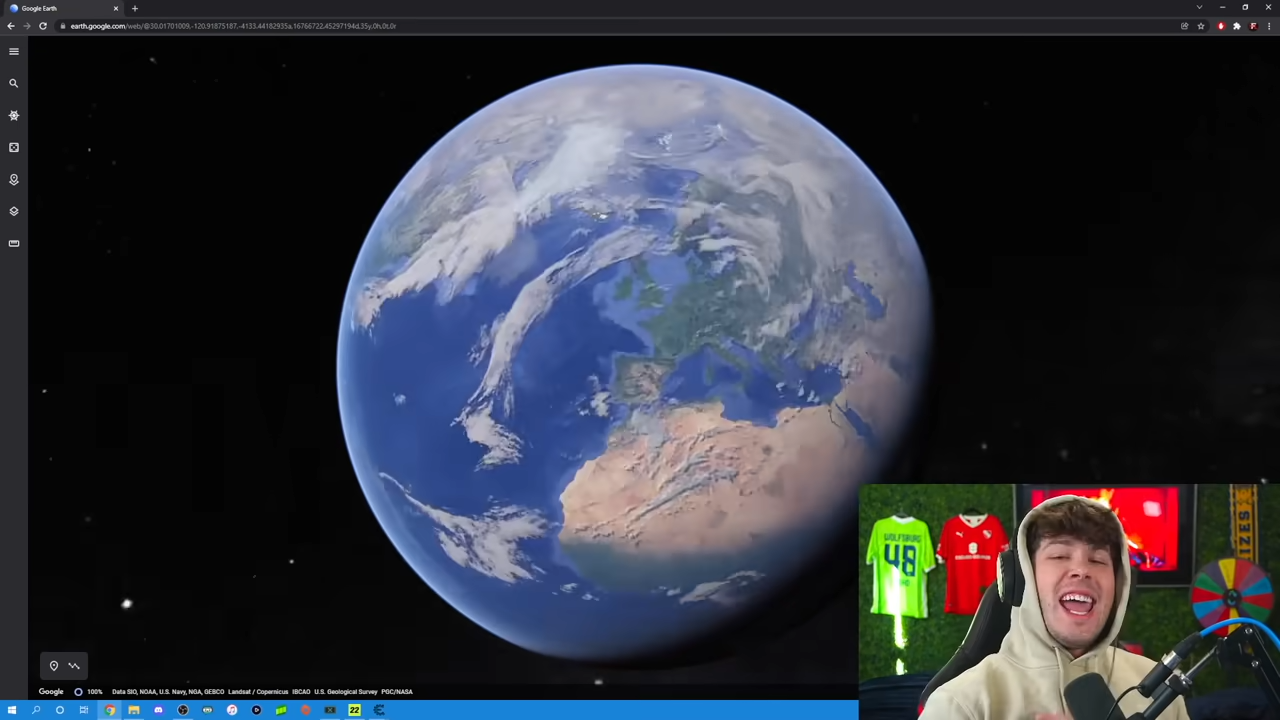 Google Earth
earth.google.com/web/@30.01701009,-120.91875187,-4133.44182935a,16766722.45297194d,35y,0h,0t,0r
WOLFSBURG
48
IZES
Google 100% Data SIO, NOAA, U.S. Navy, NGA, GEBCO Landsat / Copernicus IBCAO U.S. Geological Survey PGC/NASA
22